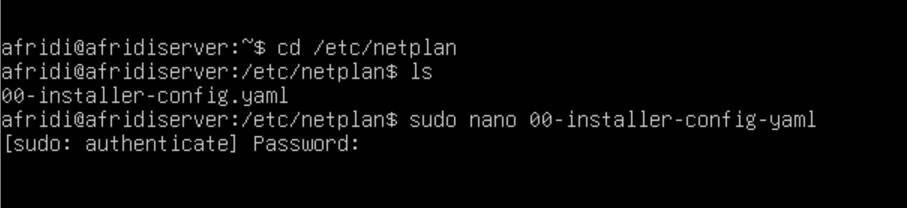 afridi@afridiserver:~$ cd /etc/netplan
afridi@afridiserver:/etc/netplan$ ls
00-installer-config.yaml
afridi@afridiserver:/etc/netplan$ sudo nano 00-installer-config-yaml
[sudo: authenticate] Password: